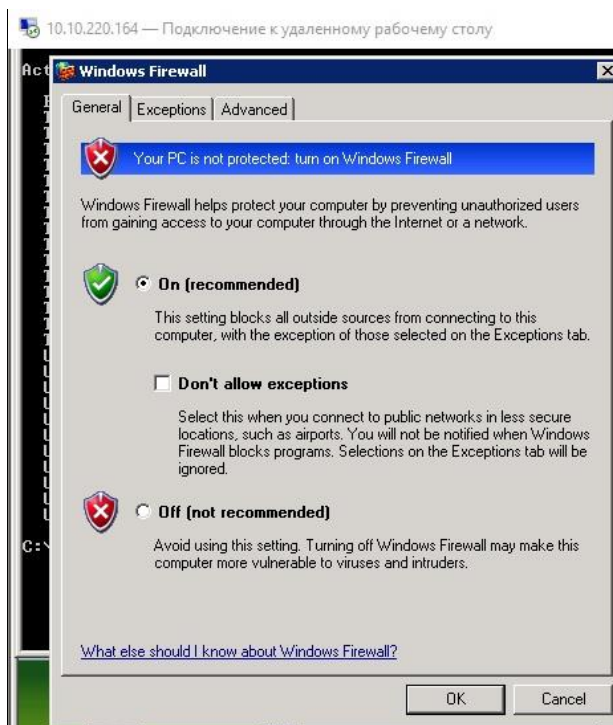 10.10.220.164 — Подключение к удаленному рабочему столу
Act
Windows Firewall
General
Exceptions
Advanced
Your PC is not protected: turn on Windows Firewall
Windows Firewall helps protect your computer by preventing unauthorized users
from gaining access to your computer through the Internet or a network.
On (recommended)
This setting blocks all outside sources from connecting to this
computer, with the exception of those selected on the Exceptions tab.
Don't allow exceptions
Select this when you connect to public networks in less secure
locations, such as airports. You will not be notified when Windows
Firewall blocks programs. Selections on the Exceptions tab will be
ignored.
Off (not recommended)
Avoid using this setting. Turning off Windows Firewall may make this
computer more vulnerable to viruses and intruders.
C:\
What else should I know about Windows Firewall?
OK
Cancel